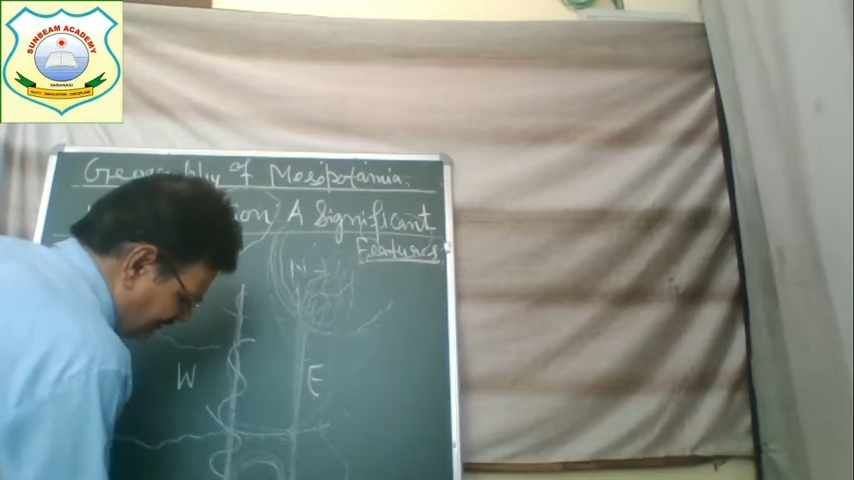 SUNBEAM ACADEMY
VARANASI
Geography of Mesopotamia.
A Significant
Features
N
W
E